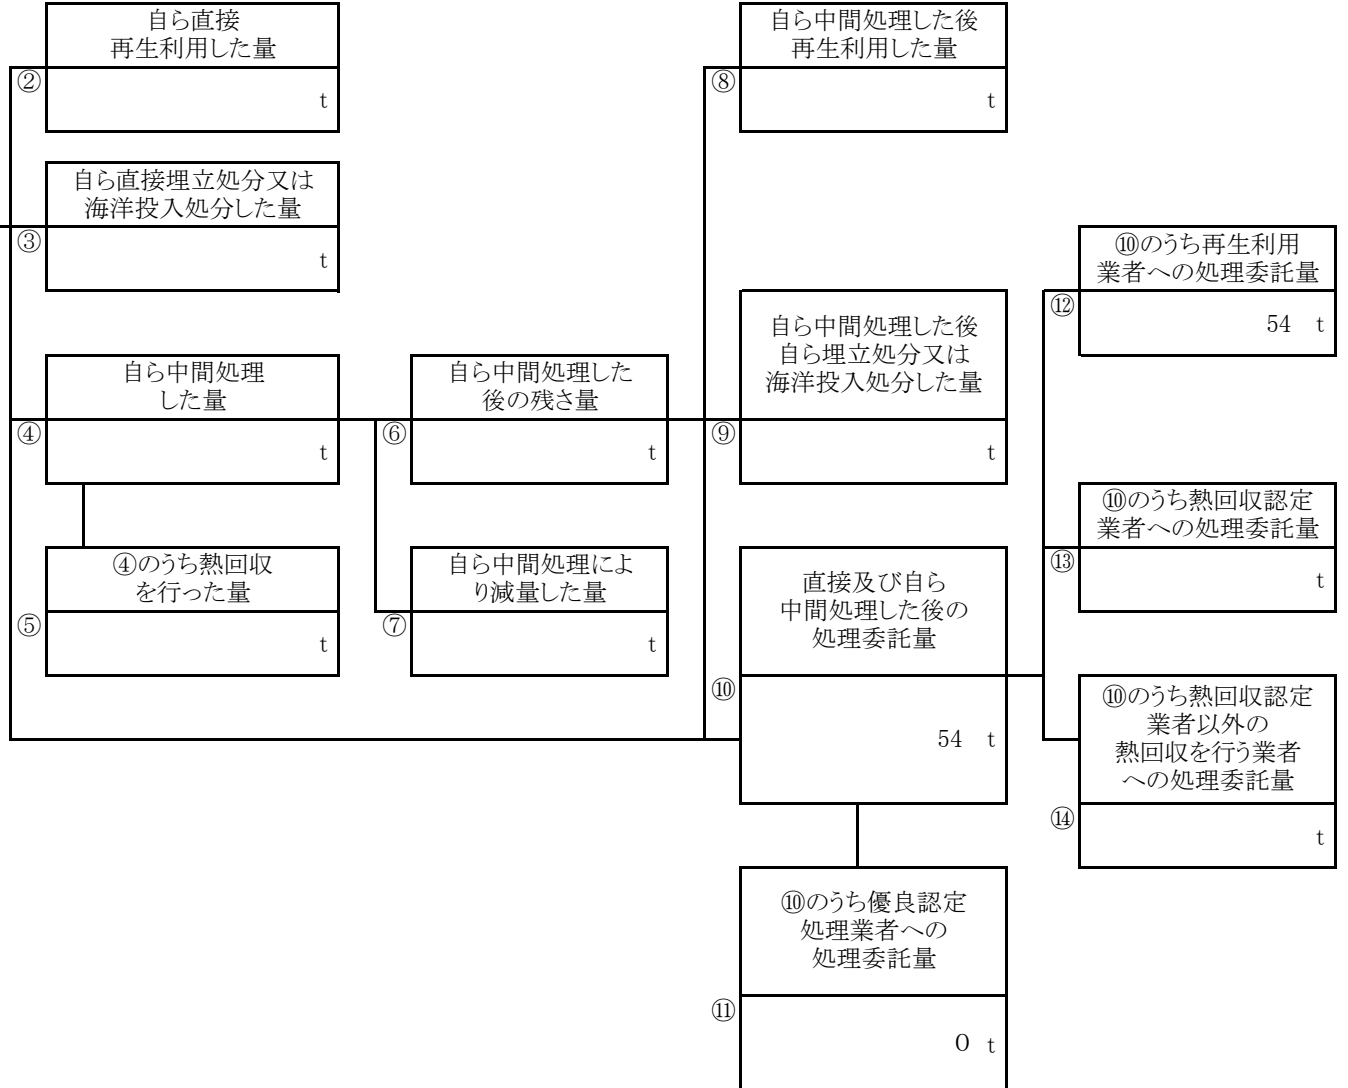 自ら直接
再生利用した量
②
t
自ら直接埋立処分又は
海洋投入処分した量
③
t
自ら中間処理
した量
④
t
④のうち熱回収
を行った量
⑤
t
自ら中間処理した
後の残さ量
⑥
t
自ら中間処理によ
り減量した量
⑦
t
自ら中間処理した後
再生利用した量
⑧
t
自ら中間処理した後
自ら埋立処分又は
海洋投入処分した量
⑨
t
直接及び自ら
中間処理した後の
処理委託量
⑩
54 t
⑩のうち優良認定
処理業者への
処理委託量
⑪
0 t
⑩のうち再生利用
業者への処理委託量
⑫
54 t
⑩のうち熱回収認定
業者への処理委託量
⑬
t
⑩のうち熱回収認定
業者以外の
熱回収を行う業者
への処理委託量
⑭
t